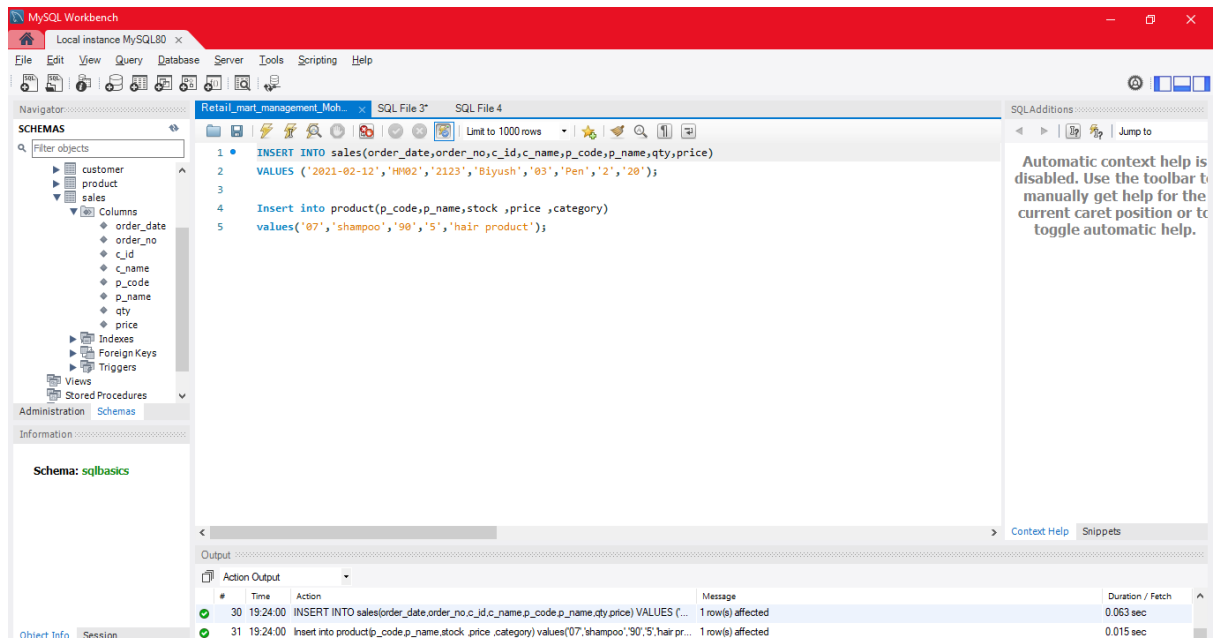 MySQL Workbench
Local instance MySQL80
File Edit View Query Database Server Tools Scripting Help
Navigator
SCHEMAS
Filter objects
customer
product
sales
Columns
order_date
order_no
c_id
c_name
p_code
p_name
qty
price
Indexes
Foreign Keys
Triggers
Views
Stored Procedures
Administration Schemas
Information
Schema: sqlbasics
Object Info Session
Retail_mart_management_Moh... SQL File 3* SQL File 4
Limit to 1000 rows
1 INSERT INTO sales(order_date,order_no,c_id,c_name,p_code,p_name,qty,price)
2 VALUES ('2021-02-12','HM02','2123','Biyush','03','Pen','2','20');
3
4 Insert into product(p_code,p_name,stock ,price ,category)
5 values('07','shampoo','90','5','hair product');
SQLAdditions
Jump to
Automatic context help is
disabled. Use the toolbar t
manually get help for the
current caret position or tc
toggle automatic help.
Context Help Snippets
Output
Action Output
# Time Action Message Duration / Fetch
30 19:24:00 INSERT INTO sales(order_date,order_no,c_id,c_name,p_code,p_name,qty,price) VALUES ('... 1 row(s) affected 0.063 sec
31 19:24:00 Insert into product(p_code,p_name,stock ,price ,category) values('07','shampoo','90','5','hair pr... 1 row(s) affected 0.015 sec